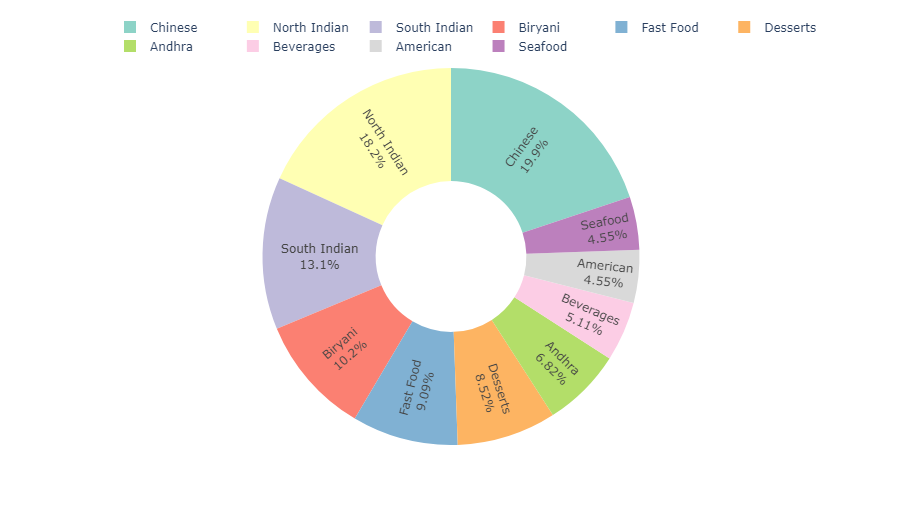 Chinese North Indian South Indian Biryani Fast Food Desserts
Andhra Beverages American Seafood
North Indian
18.2%
Chinese
19.9%
Seafood
4.55%
South Indian
13.1%
American
4.55%
Beverages
5.11%
Biryani
10.2%
Andhra
6.82%
Fast Food
9.09%
Desserts
8.52%